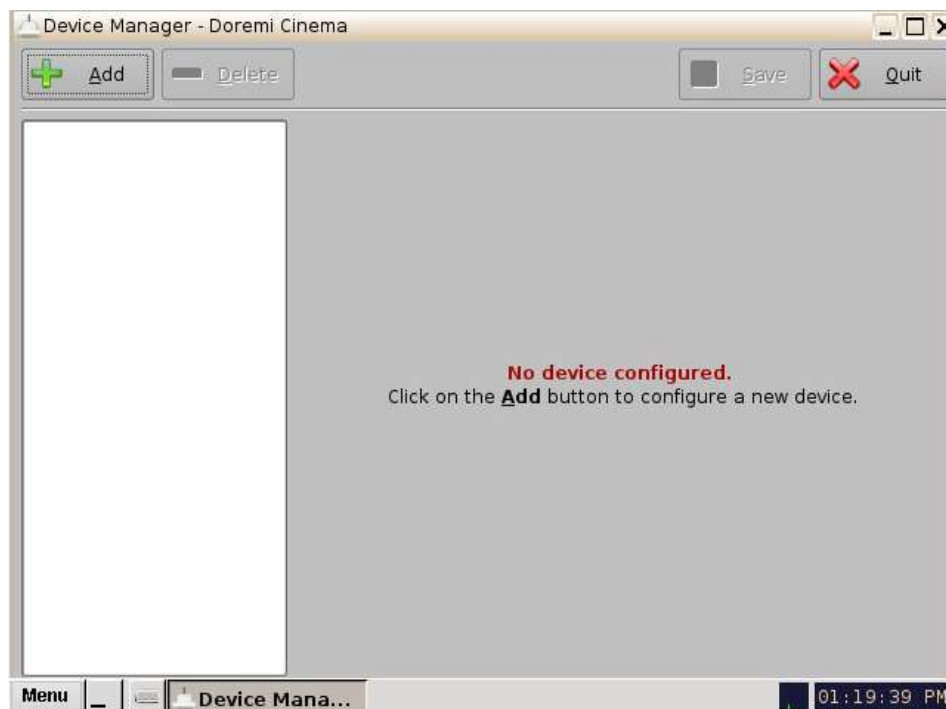 Device Manager - Doremi Cinema
Add
Delete
Save
Quit
No device configured.
Click on the Add button to configure a new device.
Menu
Device Mana...
01:19:39 PM